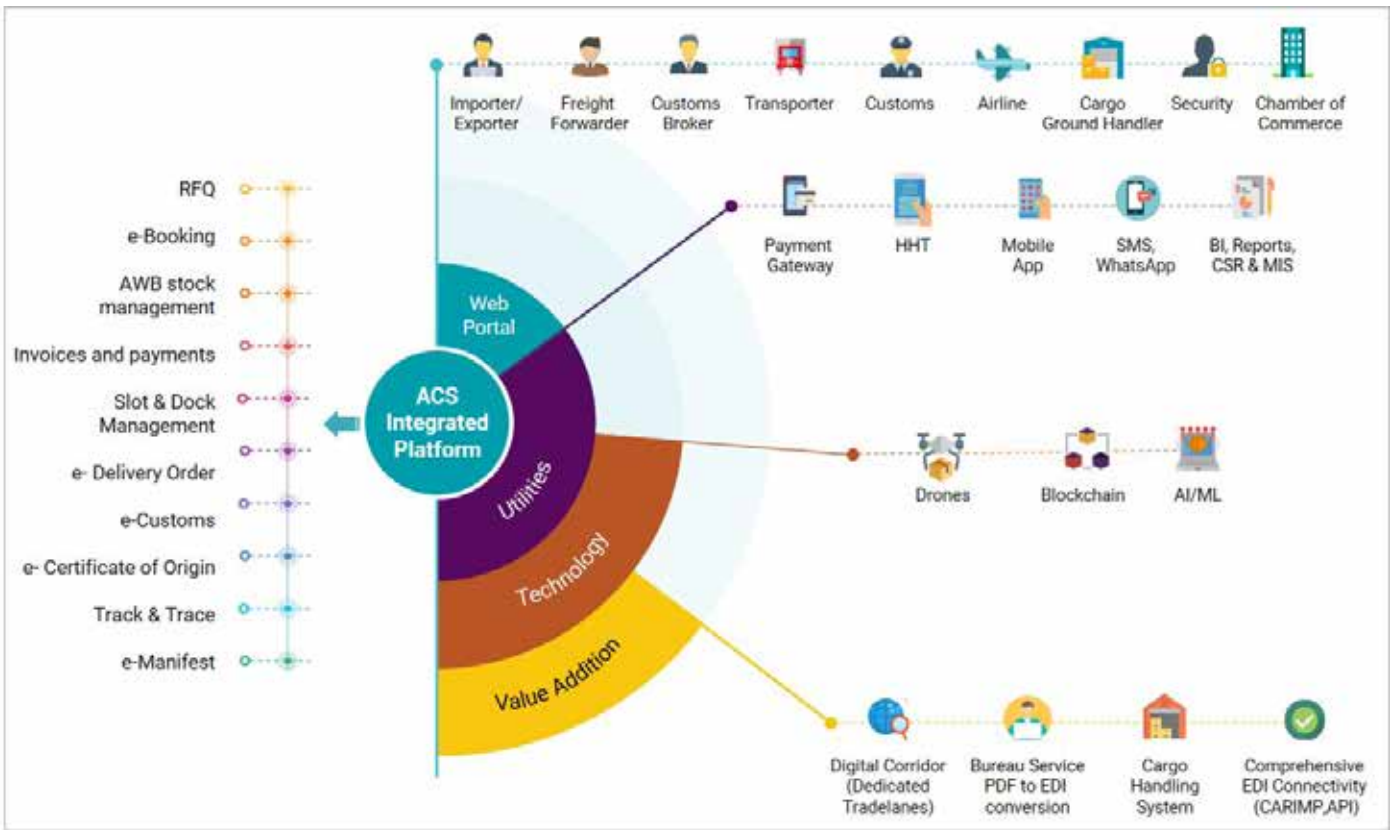 Importer/
Exporter
Freight
Forwarder
Customs
Broker
Transporter
Customs
Airline
Cargo
Ground Handler
Security
Chamber of
Commerce
RFQ
e-Booking
AWB stock
management
Invoices and payments
Slot & Dock
Management
e- Delivery Order
e-Customs
e- Certificate of Origin
Track & Trace
e-Manifest
Payment
Gateway
HHT
Mobile
App
SMS,
WhatsApp
BI, Reports,
CSR & MIS
Web
Portal
ACS
Integrated
Platform
Utilities
Technology
Value Addition
Drones
Blockchain
AI/ML
Digital Corridor
(Dedicated
Tradelanes)
Bureau Service
PDF to EDI
conversion
Cargo
Handling
System
Comprehensive
EDI Connectivity
(CARIMP,API)